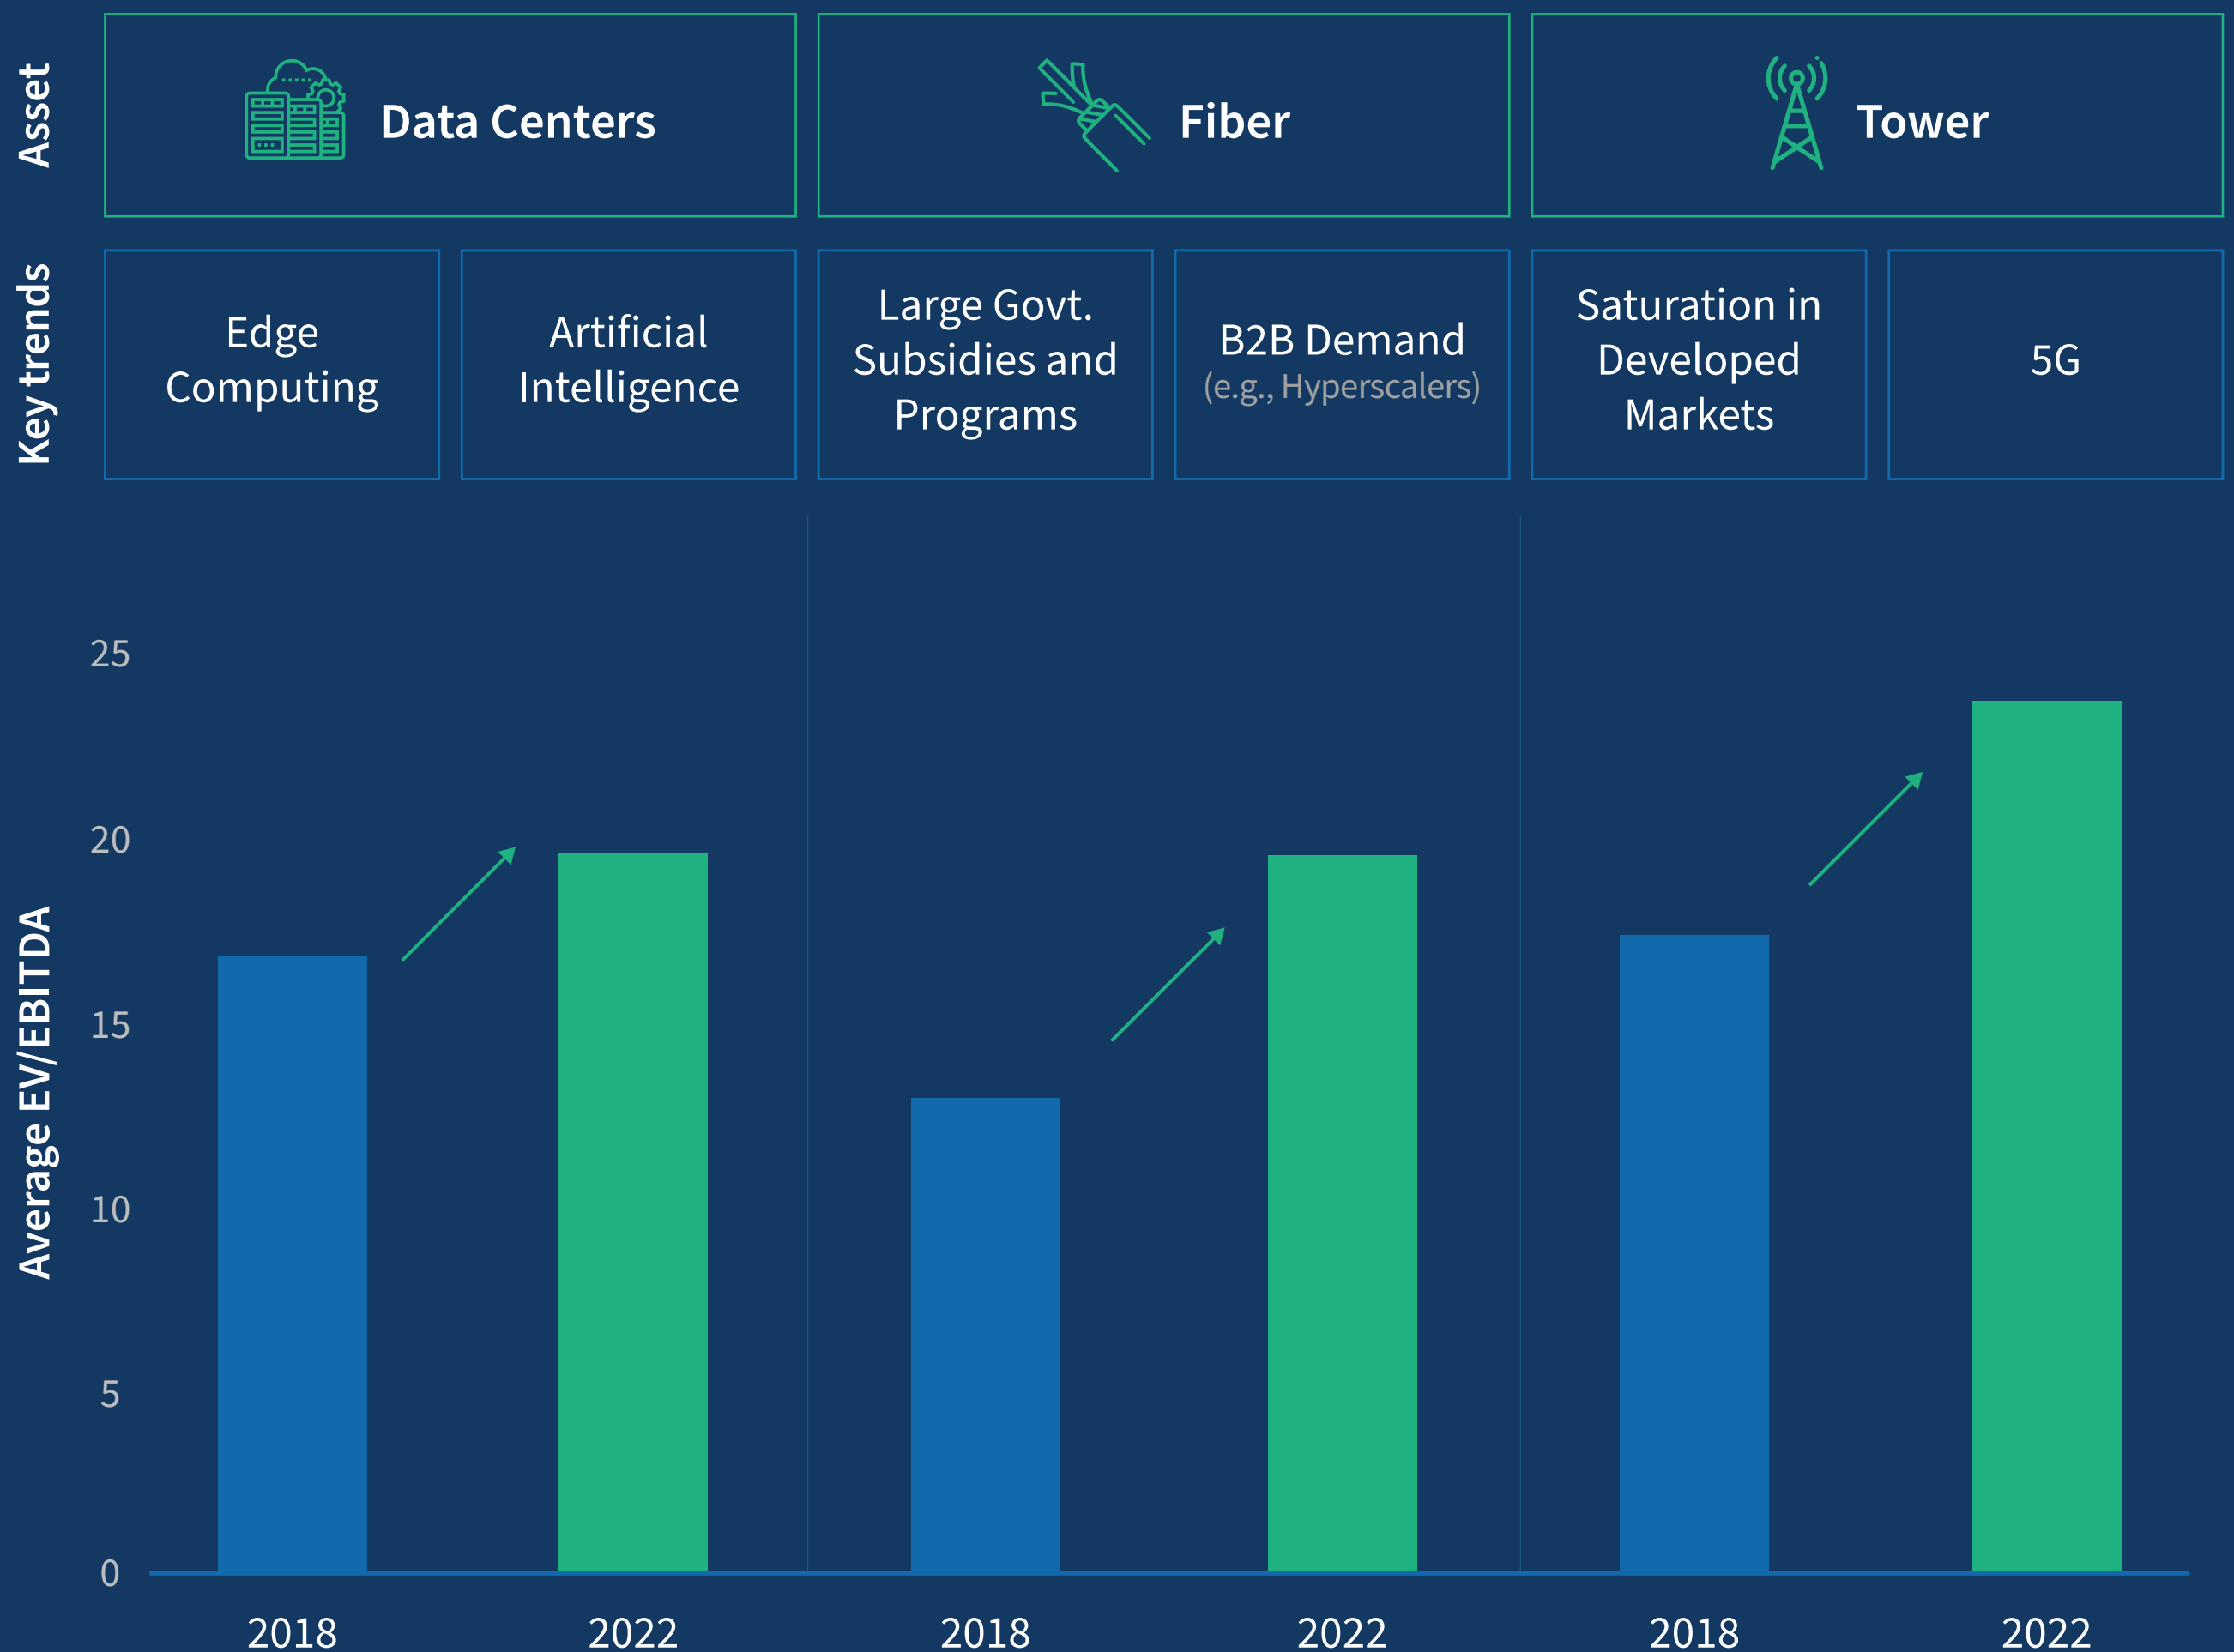 Asset
Data Centers
Fiber
Tower
Key trends
Edge
Computing
Artificial
Intelligence
Large Govt.
Subsidies and
Programs
B2B Demand
(e.g., Hyperscalers)
Saturation in
Developed
Markets
5G
Average EV/EBITDA
25
20
15
10
5
0
2018
2022
2018
2022
2018
2022